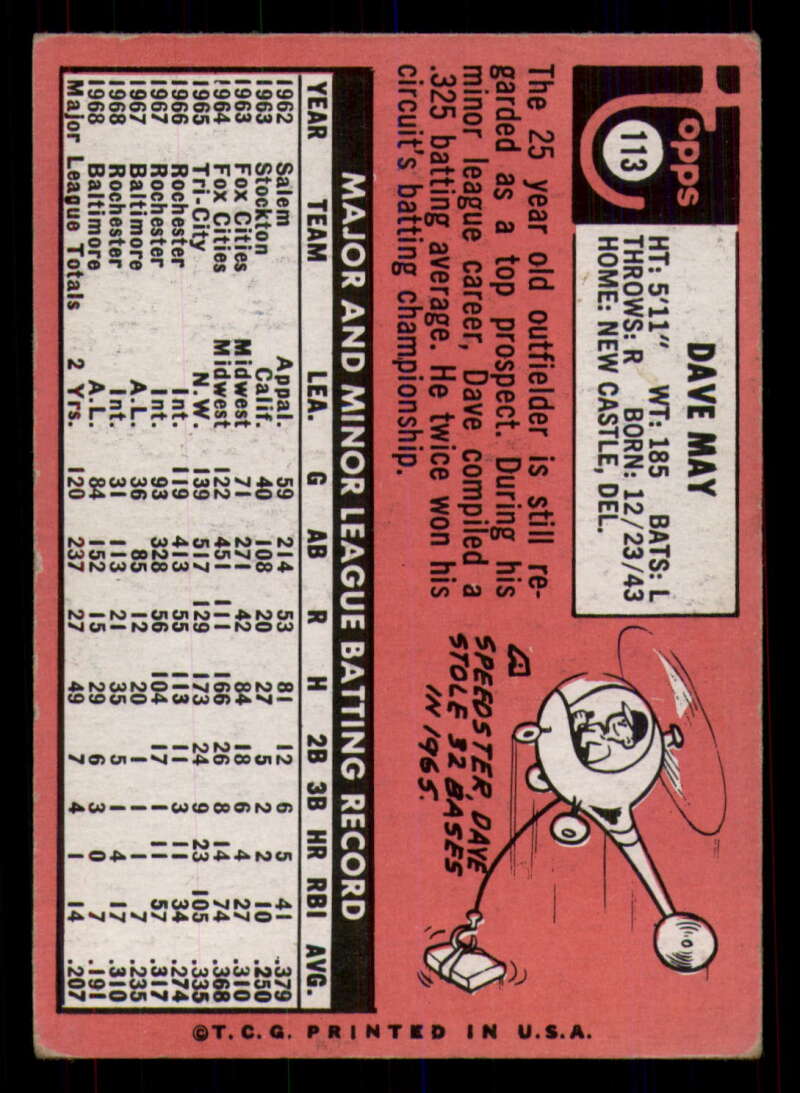 topps
113
DAVE MAY
HT: 5'11" WT: 185 BATS: L
THROWS: R BORN: 12/23/43
HOME: NEW CASTLE, DEL.
The 25 year old outfielder is still re-
garded as a top prospect. During his
minor league career, Dave compiled a
.325 batting average. He twice won his
circuit's batting championship.
A
SPEEDSTER, DAVE
STOLE 32 BASES
IN 1965.
MAJOR AND MINOR LEAGUE BATTING RECORD
YEAR TEAM LEA. G AB R H 2B 3B HR RBI AVG.
1962 Salem Appal. 59 214 53 81 12 6 5 41 .379
1963 Stockton Calif. 40 108 20 27 5 2 2 10 .250
1963 Fox Cities Midwest 71 271 42 84 18 6 4 27 .310
1964 Fox Cities Midwest 122 451 111 166 26 8 14 74 .368
1965 Tri-City N.W. 139 517 129 173 24 9 23 105 .335
1966 Rochester Int. 119 413 55 113 11 3 11 34 .274
1967 Rochester Int. 93 328 56 104 17 1 11 57 .317
1967 Baltimore A.L. 36 85 12 20 1 1 1 7 .235
1968 Rochester Int. 31 113 21 35 5 1 4 17 .310
1968 Baltimore A.L. 84 152 15 29 6 3 0 7 .191
Major League Totals 2 Yrs. 120 237 27 49 7 4 1 14 .207
©T.C.G. PRINTED IN U.S.A.